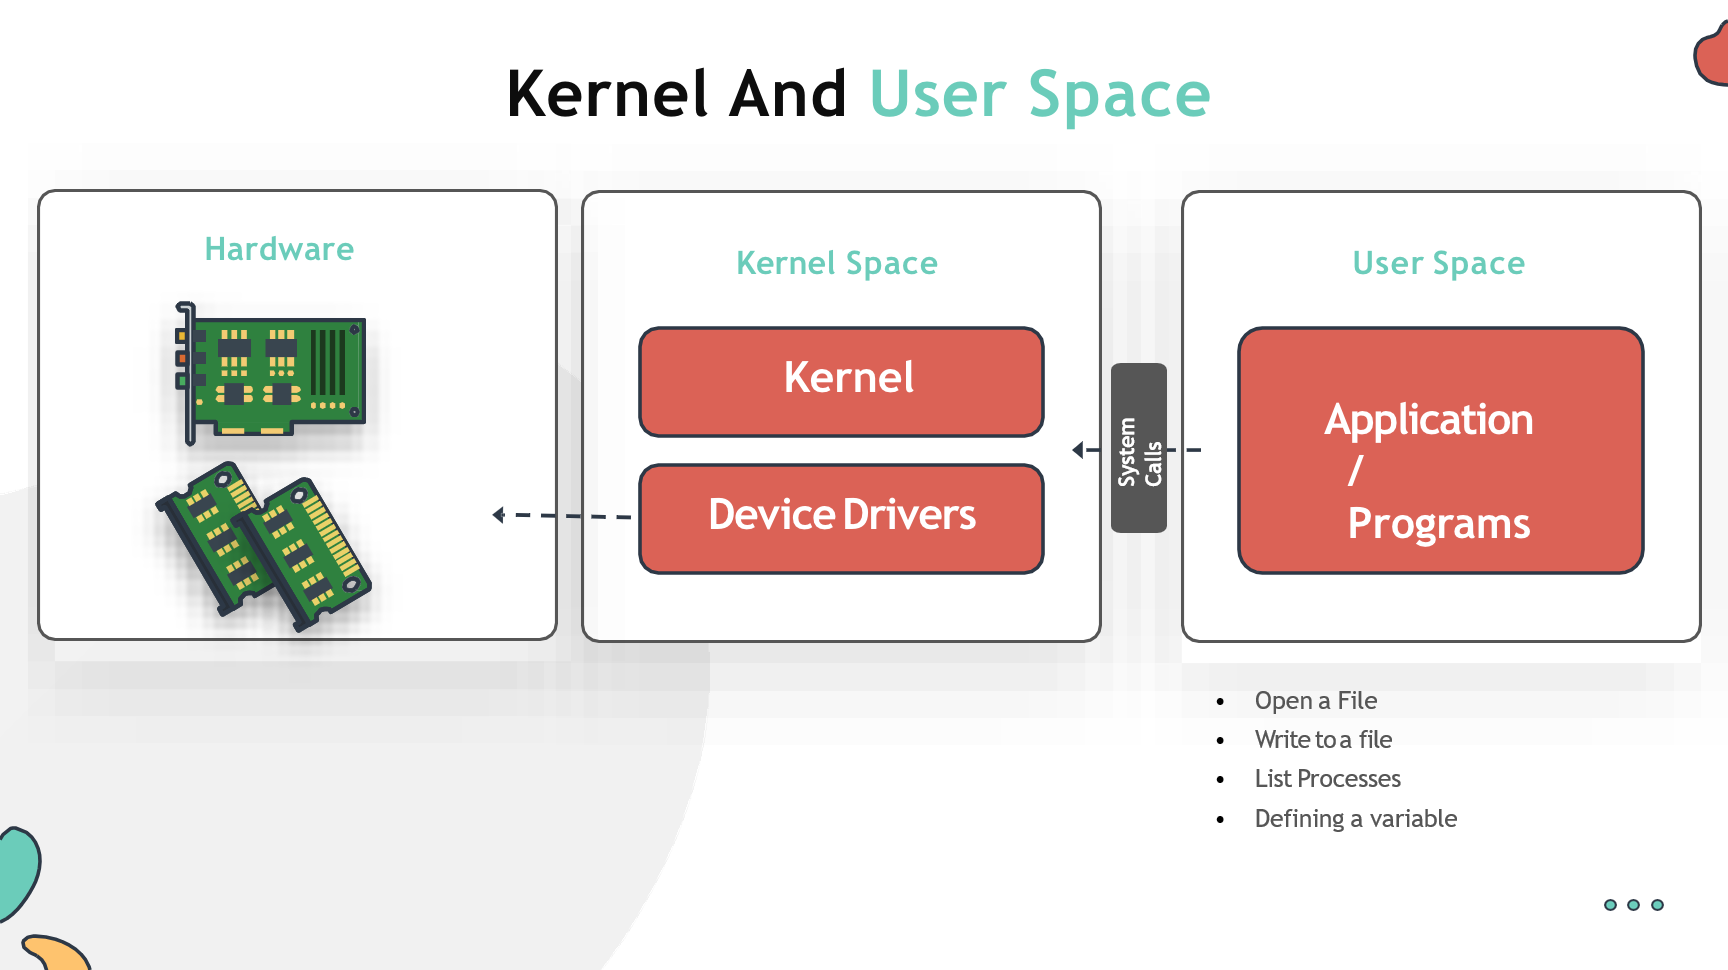 Kernel And User Space
Hardware
Kernel Space
Kernel
Device Drivers
System
Calls
User Space
Application
/
Programs
• Open a File
• Write to a file
• List Processes
• Defining a variable